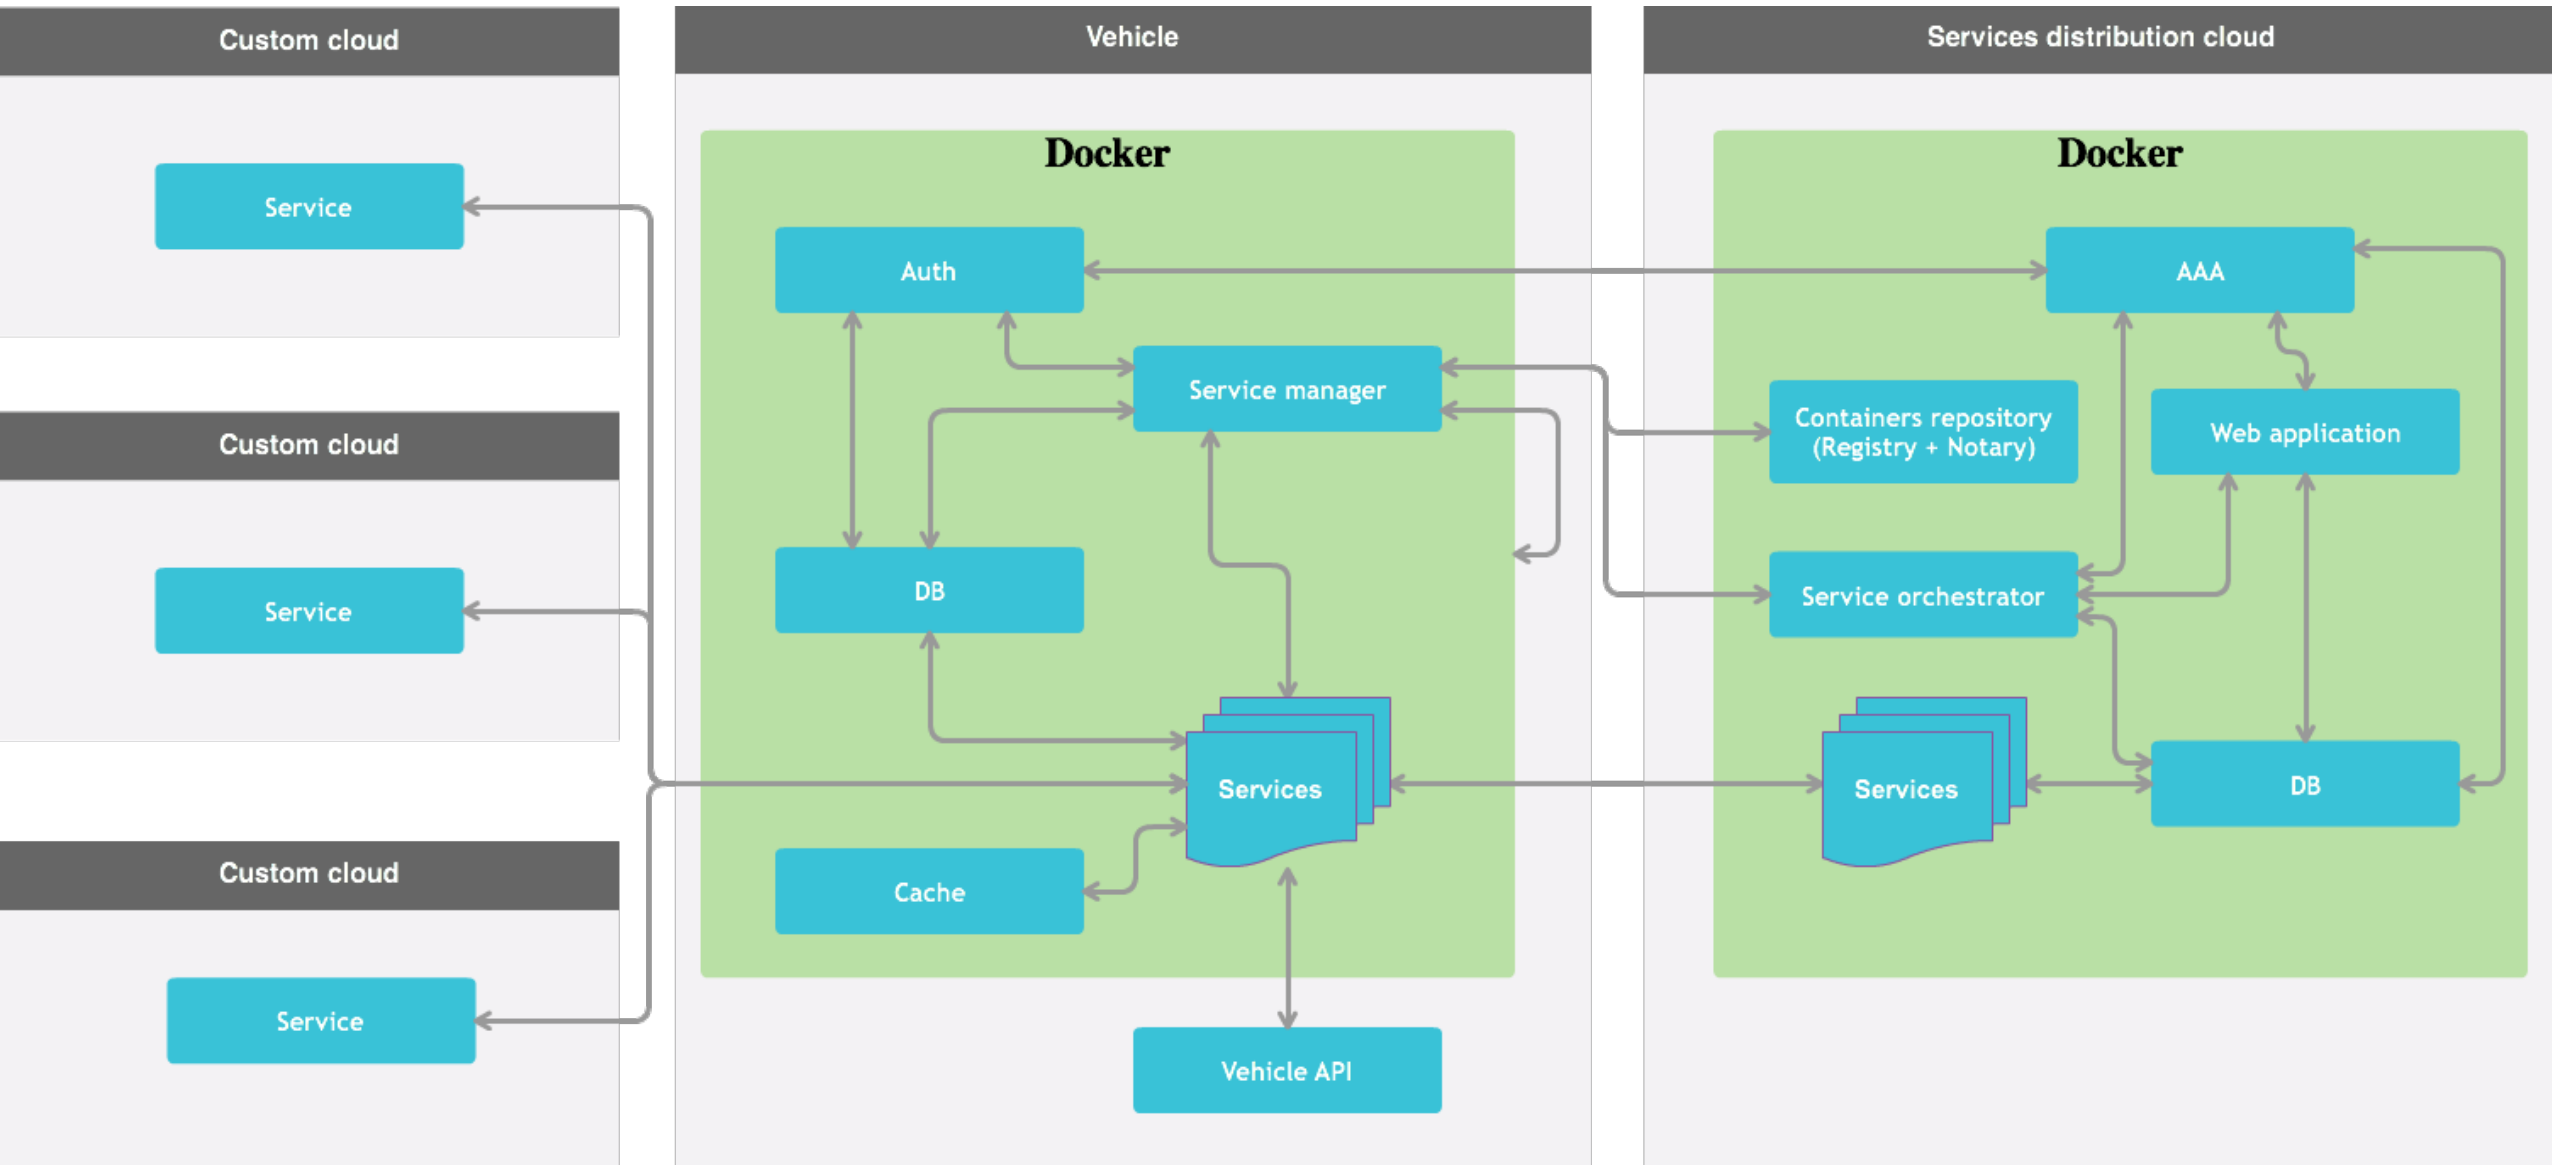 Custom cloud
Service
Custom cloud
Service
Custom cloud
Service
Vehicle
Docker
Auth
Service manager
DB
Services
Cache
Vehicle API
Services distribution cloud
Docker
AAA
Containers repository
(Registry + Notary)
Web application
Service orchestrator
Services
DB